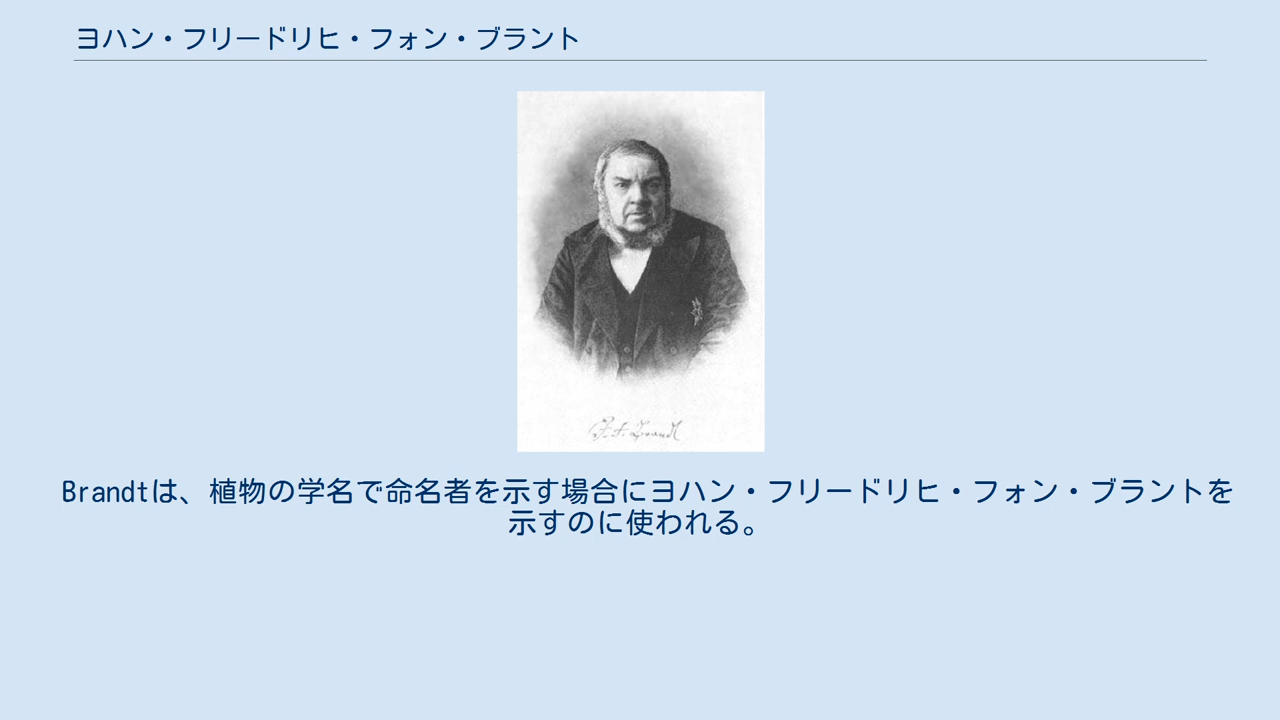 ヨハン・フリードリヒ・フォン・ブラント
J. F. Brandt
Brandtは、植物の学名で命名者を示す場合にヨハン・フリードリヒ・フォン・ブラントを
示すのに使われる。